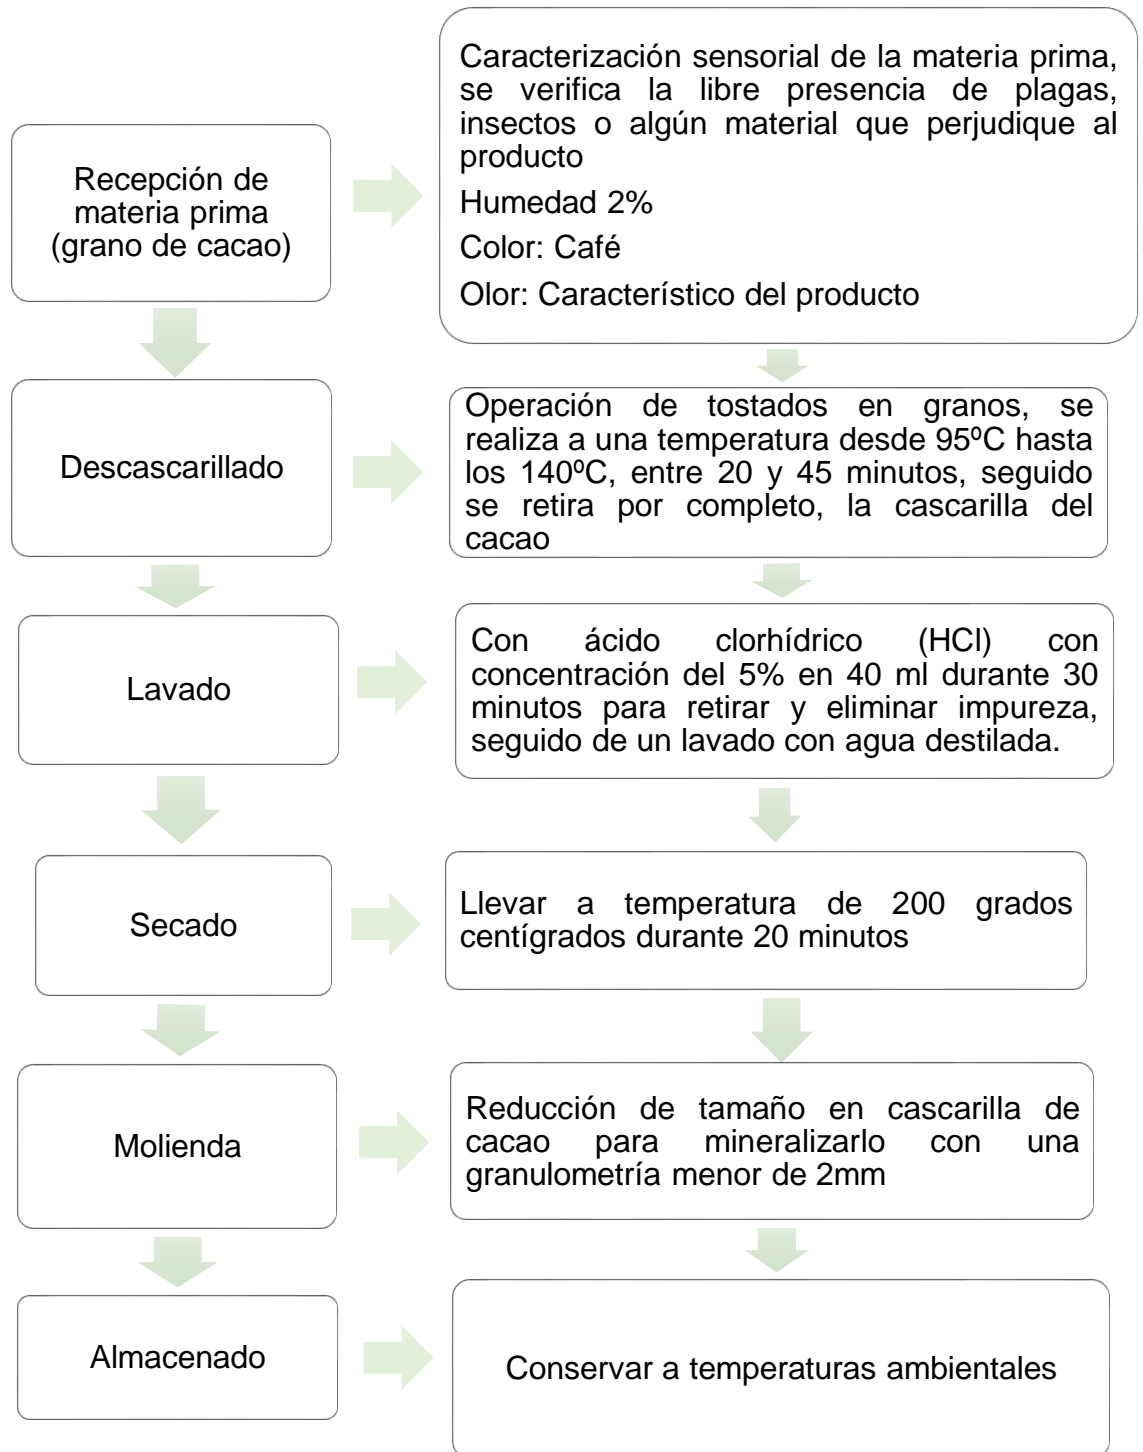 Recepción de
materia prima
(grano de cacao)
Caracterización sensorial de la materia prima,
se verifica la libre presencia de plagas,
insectos o algún material que perjudique al
producto
Humedad 2%
Color: Café
Olor: Característico del producto
Descascarillado
Operación de tostados en granos, se
realiza a una temperatura desde 95ºC hasta
los 140ºC, entre 20 y 45 minutos, seguido
se retira por completo, la cascarilla del
cacao
Lavado
Con ácido clorhídrico (HCl) con
concentración del 5% en 40 ml durante 30
minutos para retirar y eliminar impureza,
seguido de un lavado con agua destilada.
Secado
Llevar a temperatura de 200 grados
centígrados durante 20 minutos
Molienda
Reducción de tamaño en cascarilla de
cacao para mineralizarlo con una
granulometría menor de 2mm
Almacenado
Conservar a temperaturas ambientales